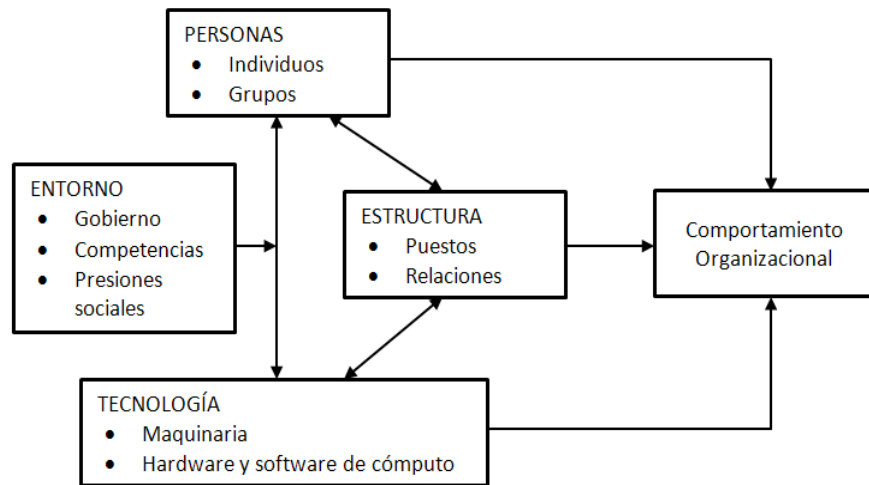 PERSONAS
• Individuos
• Grupos
ENTORNO
• Gobierno
• Competencias
• Presiones
sociales
ESTRUCTURA
• Puestos
• Relaciones
Comportamiento
Organizacional
TECNOLOGÍA
• Maquinaria
• Hardware y software de cómputo